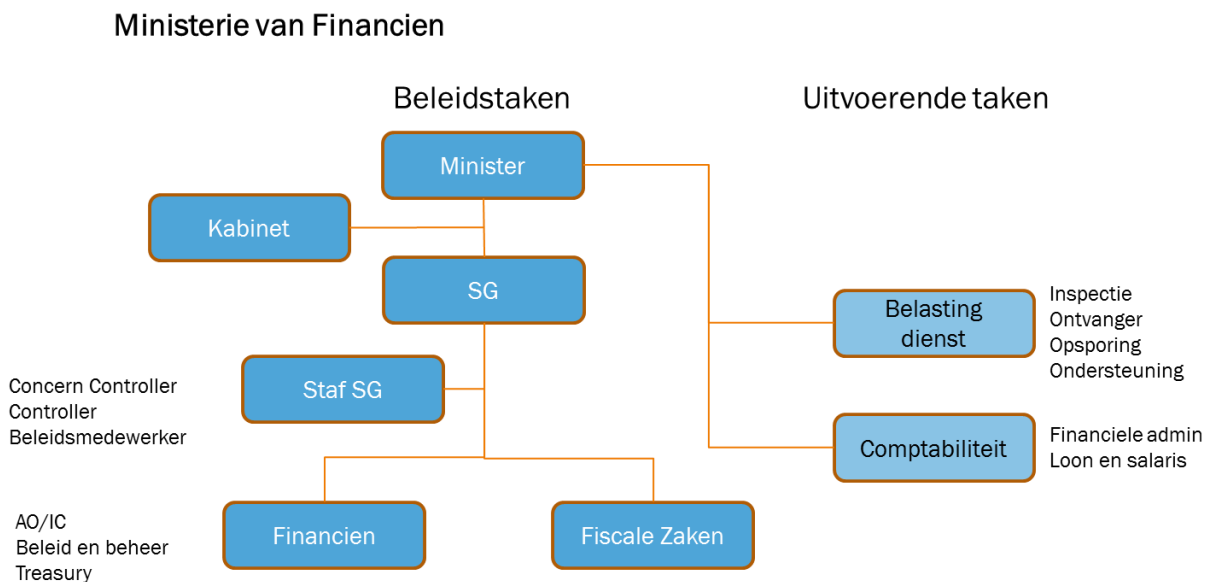 Ministerie van Financien
Beleidstaken
Uitvoerende taken
Minister
Kabinet
SG
Belasting
dienst
Inspectie
Ontvanger
Opsporing
Ondersteuning
Concern Controller
Controller
Beleidsmedewerker
Staf SG
Comptabiliteit
Financiele admin
Loon en salaris
AO/IC
Beleid en beheer
Treasury
Financien
Fiscale Zaken